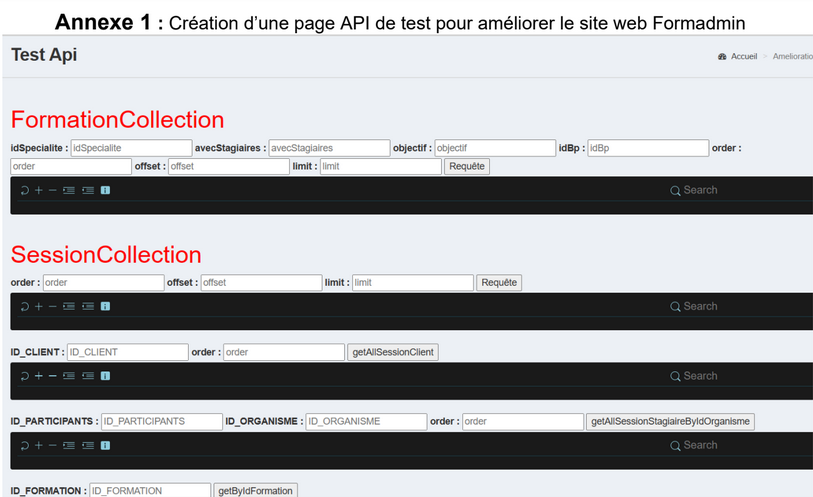 Annexe 1 : Création d'une page API de test pour améliorer le site web Formadmin
Test Api
Accueil > Amelioratio
FormationCollection
idSpecialite : idSpecialite avecStagiaires : avecStagiaires objectif : objectif idBp : idBp order :
order offset : offset limit : limit Requête
Search
SessionCollection
order : order offset : offset limit : limit Requête
Search
ID_CLIENT : ID_CLIENT order : order getAllSessionClient
Search
ID_PARTICIPANTS : ID_PARTICIPANTS ID_ORGANISME : ID_ORGANISME order : order getAllSessionStagiaireByIdOrganisme
Search
ID_FORMATION : ID_FORMATION getByIdFormation